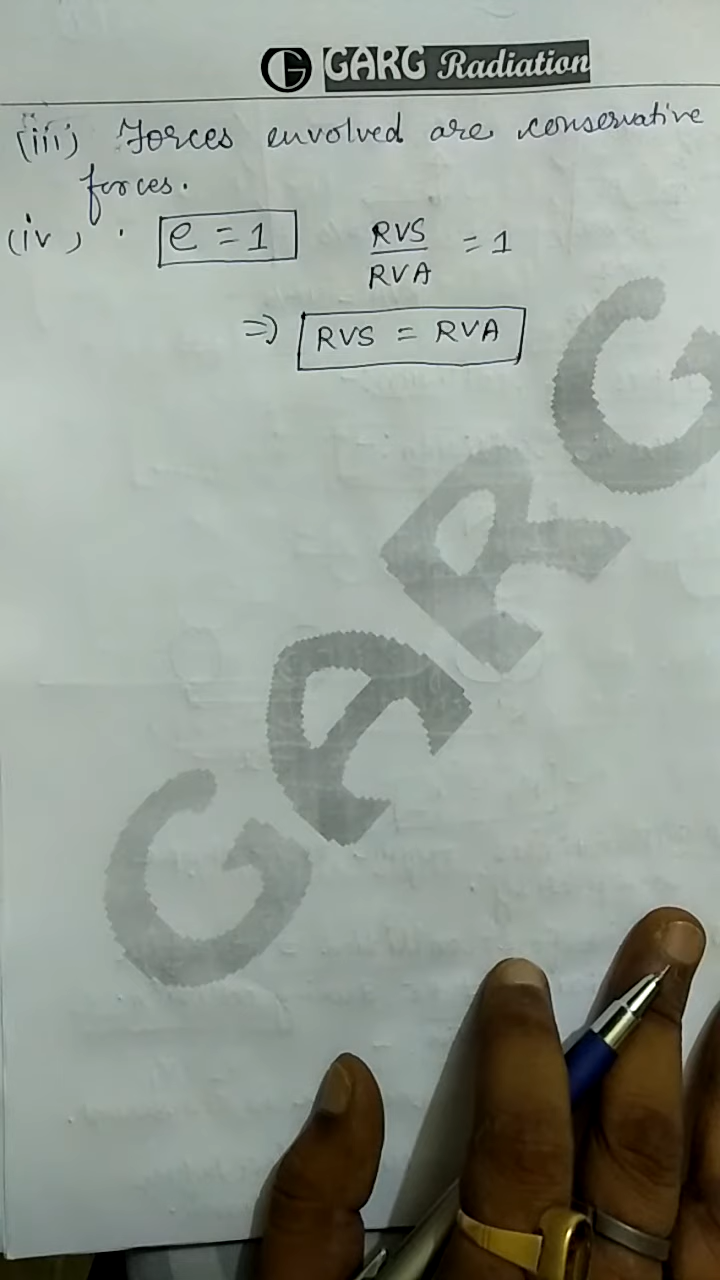 G GARG Radiation
(iii) Forces envolved are conservative
forces.
(iv) . e = 1 RVS/RVA = 1
=> RVS = RVA
GARG